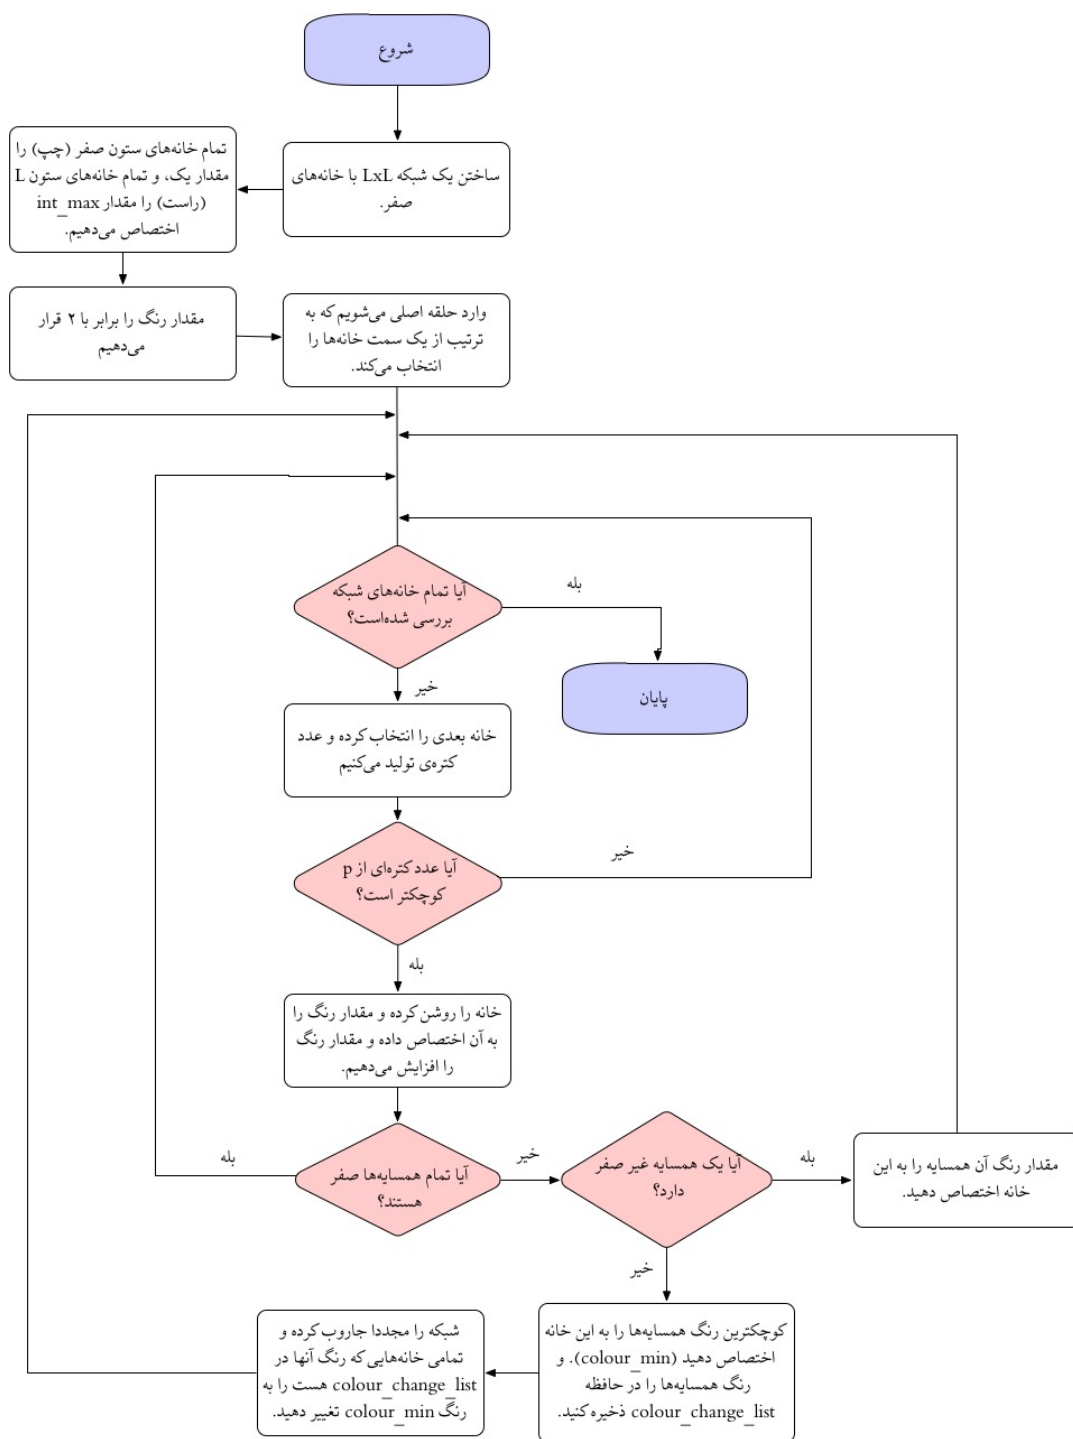 شروع
ساختن یک شبکه LxL با خانه‌های
صفر.
تمام خانه‌های ستون صفر (چپ) را
مقدار یک، و تمام خانه‌های ستون L
(راست) را مقدار int_max
اختصاص می‌دهیم.
مقدار رنگ را برابر با ۲ قرار
می‌دهیم
وارد حلقه اصلی می‌شویم که به
ترتیب از یک سمت خانه‌ها را
انتخاب می‌کند.
آیا تمام خانه‌های شبکه
بررسی شده‌است؟
بله
پایان
خیر
خانه بعدی را انتخاب کرده و عدد
کتره‌ی تولید می‌کنیم
آیا عدد کتره‌ای از p
کوچکتر است؟
خیر
بله
خانه را روشن کرده و مقدار رنگ را
به آن اختصاص داده و مقدار رنگ
را افزایش می‌دهیم.
آیا تمام همسایه‌ها صفر
هستند؟
بله
خیر
آیا یک همسایه غیر صفر
دارد؟
بله
مقدار رنگ آن همسایه را به این
خانه اختصاص دهید.
خیر
کوچکترین رنگ همسایه‌ها را به این خانه
اختصاص دهید (colour_min). و
رنگ همسایه‌ها را در حافظه
colour_change_list ذخیره کنید.
شبکه را مجددا جاروب کرده و
تمامی خانه‌هایی که رنگ آنها در
colour_change_list هست را به
رنگ colour_min تغییر دهید.